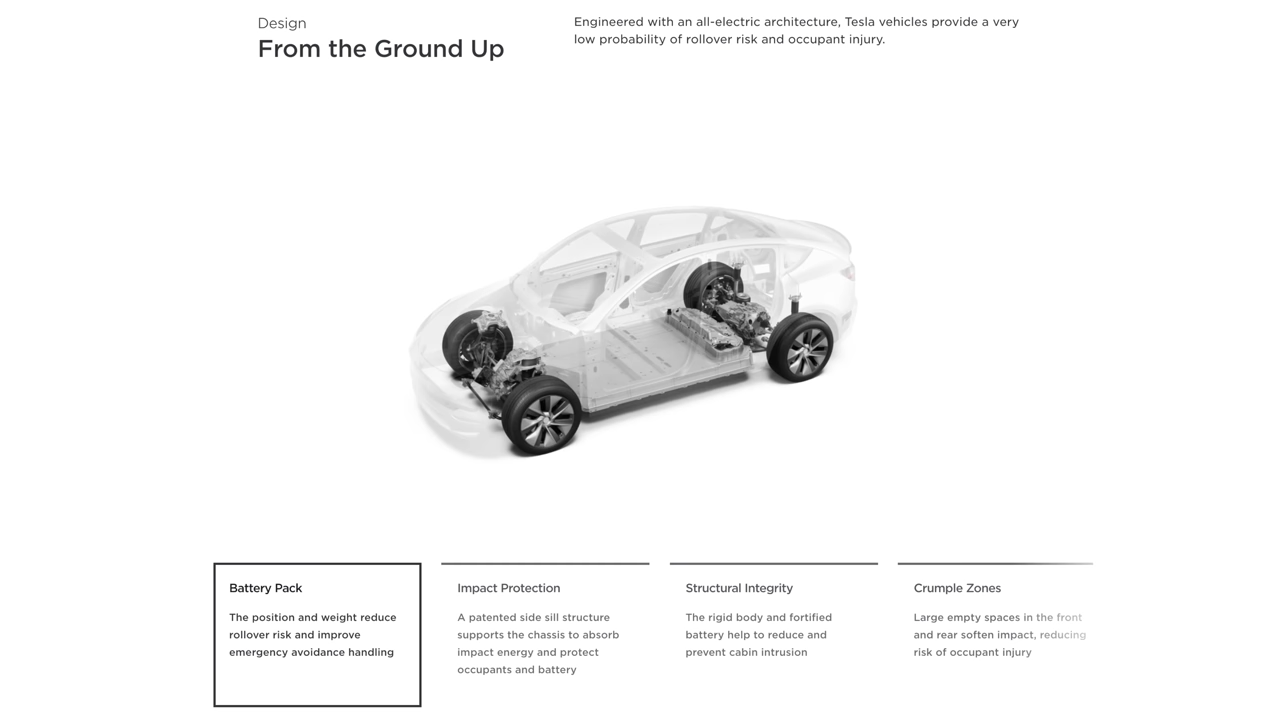 Design
From the Ground Up
Engineered with an all-electric architecture, Tesla vehicles provide a very
low probability of rollover risk and occupant injury.
Battery Pack
The position and weight reduce
rollover risk and improve
emergency avoidance handling
Impact Protection
A patented side sill structure
supports the chassis to absorb
impact energy and protect
occupants and battery
Structural Integrity
The rigid body and fortified
battery help to reduce and
prevent cabin intrusion
Crumple Zones
Large empty spaces in the front
and rear soften impact, reducing
risk of occupant injury